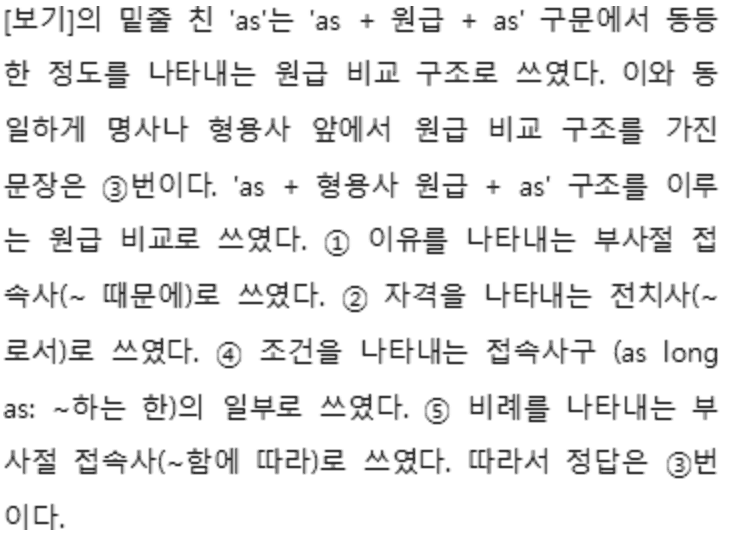 [보기]의 밑줄 친 'as'는 'as + 원급 + as' 구문에서 동등
한 정도를 나타내는 원급 비교 구조로 쓰였다. 이와 동
일하게 명사나 형용사 앞에서 원급 비교 구조를 가진
문장은 ③번이다. 'as + 형용사 원급 + as' 구조를 이루
는 원급 비교로 쓰였다. ① 이유를 나타내는 부사절 접
속사(~ 때문에)로 쓰였다. ② 자격을 나타내는 전치사(~
로서)로 쓰였다. ④ 조건을 나타내는 접속사구 (as long
as: ~하는 한)의 일부로 쓰였다. ⑤ 비례를 나타내는 부
사절 접속사(~함에 따라)로 쓰였다. 따라서 정답은 ③번
이다.